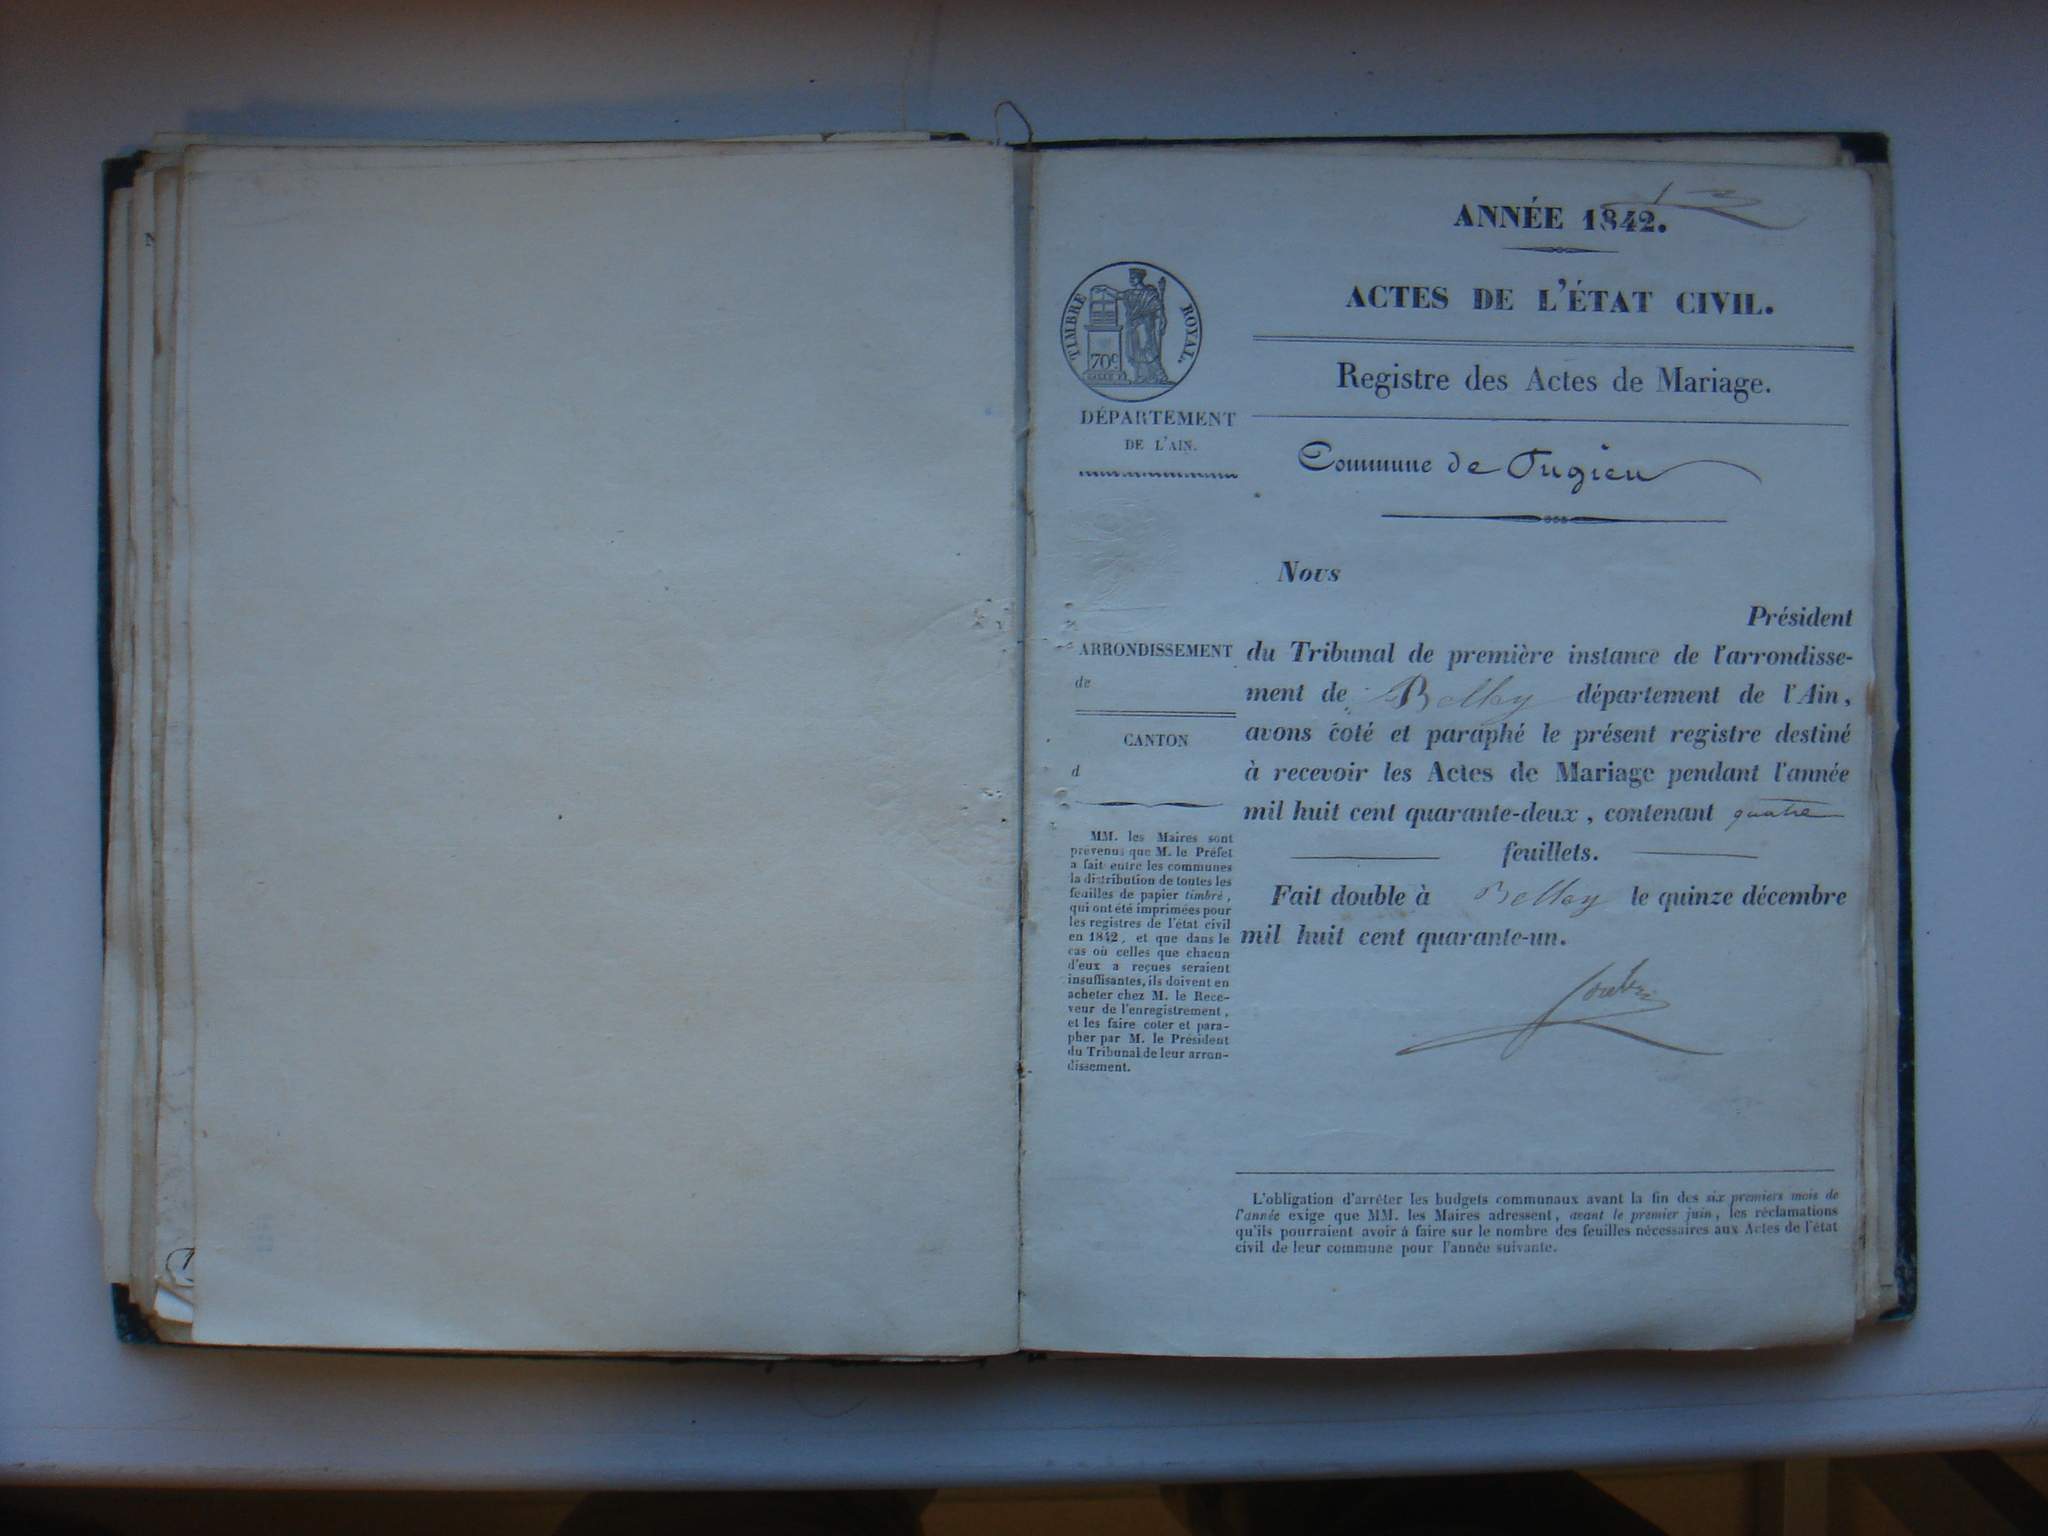 ANNÉE 1842.
ACTES DE L'ÉTAT CIVIL.
Registre des Actes de Mariage.
TIMBRE ROYAL.
70 c
DÉPARTEMENT
DE L'AIN.
Commune de Pugieu
Nous
Président
ARRONDISSEMENT
de
CANTON
d
du Tribunal de première instance de l'arrondisse-
ment de Belley département de l'Ain,
avons coté et paraphé le présent registre destiné
à recevoir les Actes de Mariage pendant l'année
mil huit cent quarante-deux, contenant quatre
feuillets.
Fait double à Belley le quinze décembre
mil huit cent quarante-un.
MM. les Maires sont
prévenus que M. le Préfet
a fait entre les communes
la distribution de toutes les
feuilles de papier timbré,
qui ont été imprimées pour
les registres de l'état civil
en 1842, et que dans le
cas où celles que chacun
d'eux a reçues seraient
insuffisantes, ils doivent en
acheter chez M. le Rece-
veur de l'enregistrement,
et les faire coter et para-
pher par M. le Président
du Tribunal de leur arron-
dissement.
L'obligation d'arrêter les budgets communaux avant la fin des six premiers mois de
l'année exige que MM. les Maires adressent, avant le premier juin, les réclamations
qu'ils pourraient avoir à faire sur le nombre des feuilles nécessaires aux Actes de l'état
civil de leur commune pour l'année suivante.